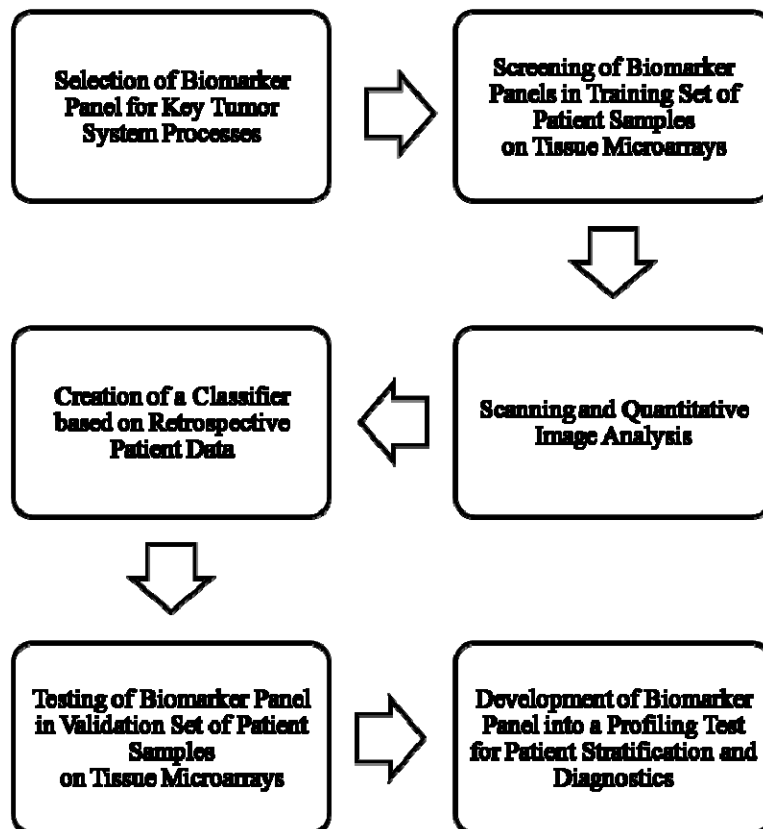 Selection of Biomarker
Panel for Key Tumor
System Processes
Screening of Biomarker
Panels in Training Set of
Patient Samples
on Tissue Microarrays
Scanning and Quantitative
Image Analysis
Creation of a Classifier
based on Retrospective
Patient Data
Testing of Biomarker Panel
in Validation Set of Patient
Samples
on Tissue Microarrays
Development of Biomarker
Panel into a Profiling Test
for Patient Stratification and
Diagnostics